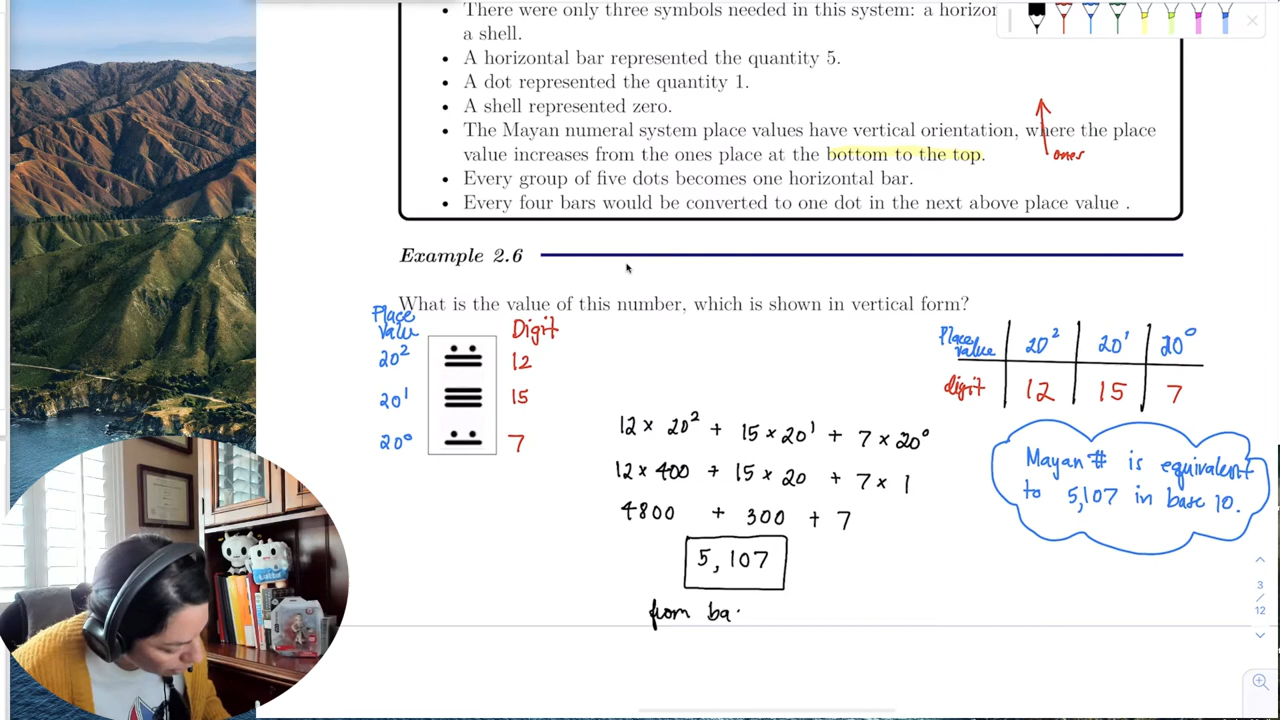 There were only three symbols needed in this system: a horizon
a shell.
A horizontal bar represented the quantity 5.
A dot represented the quantity 1.
A shell represented zero.
The Mayan numeral system place values have vertical orientation, where the place
value increases from the ones place at the bottom to the top.
ones
Every group of five dots becomes one horizontal bar.
Every four bars would be converted to one dot in the next above place value .
Example 2.6
What is the value of this number, which is shown in vertical form?
Place
Valu
Digit
20² 12
20¹ 15
20⁰ 7
Place value 20² 20¹ 20⁰
digit 12 15 7
12 × 20² + 15 × 20¹ + 7 × 20⁰
12 × 400 + 15 × 20 + 7 × 1
4800 + 300 + 7
5,107
from ba
Mayan # is equivalent
to 5,107 in base 10.
3
/
12